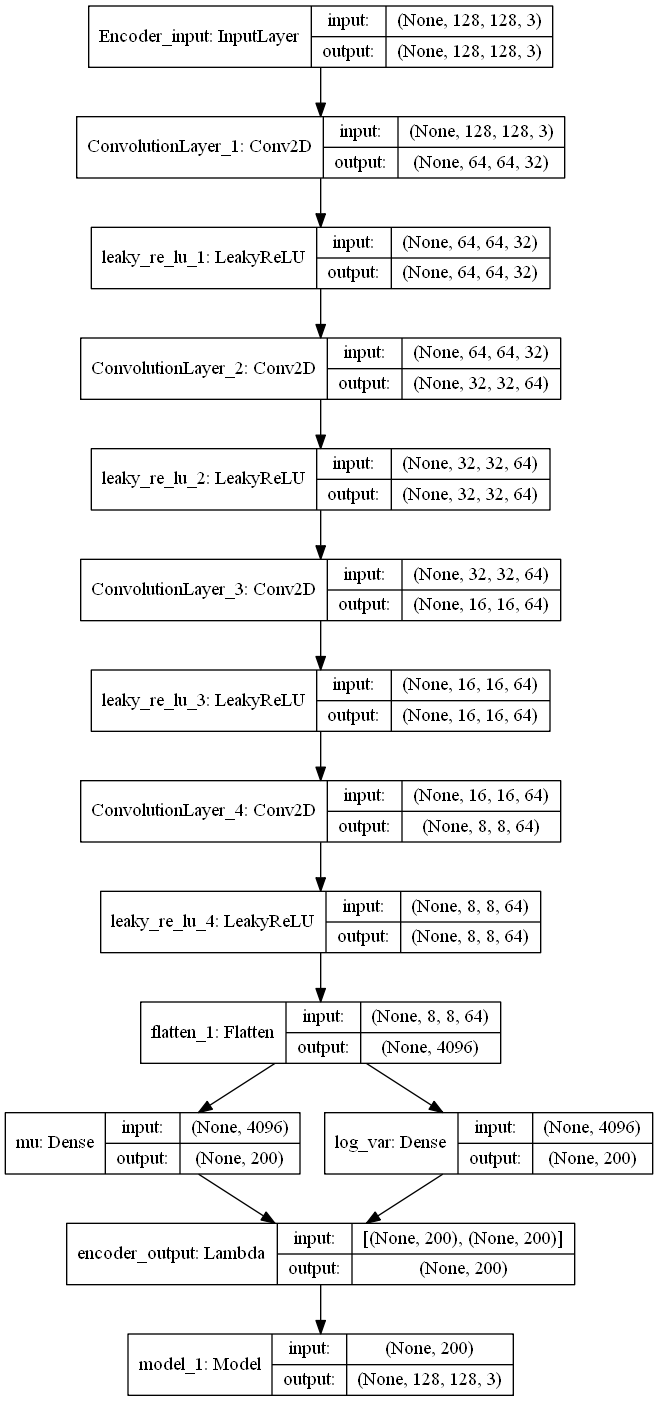 Encoder_input: InputLayer
input: (None, 128, 128, 3)
output: (None, 128, 128, 3)
ConvolutionLayer_1: Conv2D
input: (None, 128, 128, 3)
output: (None, 64, 64, 32)
leaky_re_lu_1: LeakyReLU
input: (None, 64, 64, 32)
output: (None, 64, 64, 32)
ConvolutionLayer_2: Conv2D
input: (None, 64, 64, 32)
output: (None, 32, 32, 64)
leaky_re_lu_2: LeakyReLU
input: (None, 32, 32, 64)
output: (None, 32, 32, 64)
ConvolutionLayer_3: Conv2D
input: (None, 32, 32, 64)
output: (None, 16, 16, 64)
leaky_re_lu_3: LeakyReLU
input: (None, 16, 16, 64)
output: (None, 16, 16, 64)
ConvolutionLayer_4: Conv2D
input: (None, 16, 16, 64)
output: (None, 8, 8, 64)
leaky_re_lu_4: LeakyReLU
input: (None, 8, 8, 64)
output: (None, 8, 8, 64)
flatten_1: Flatten
input: (None, 8, 8, 64)
output: (None, 4096)
mu: Dense
input: (None, 4096)
output: (None, 200)
log_var: Dense
input: (None, 4096)
output: (None, 200)
encoder_output: Lambda
input: [(None, 200), (None, 200)]
output: (None, 200)
model_1: Model
input: (None, 200)
output: (None, 128, 128, 3)